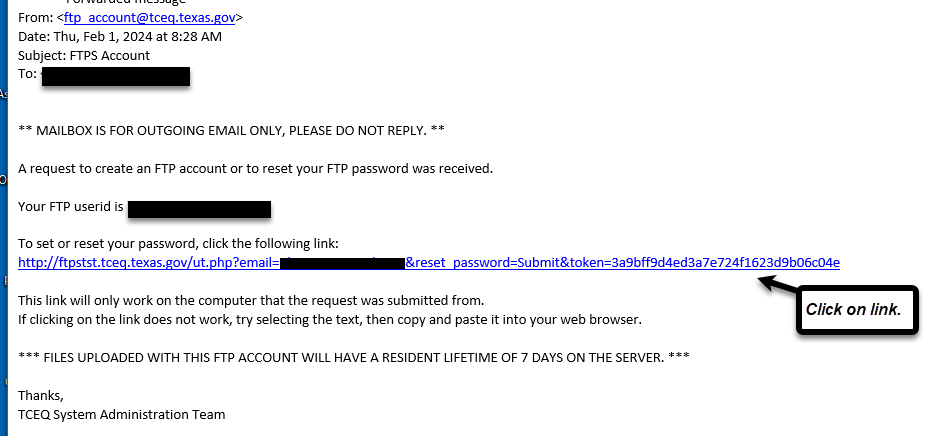 Forwarded message
From: <ftp_account@tceq.texas.gov>
Date: Thu, Feb 1, 2024 at 8:28 AM
Subject: FTPS Account
To:
** MAILBOX IS FOR OUTGOING EMAIL ONLY, PLEASE DO NOT REPLY. **
A request to create an FTP account or to reset your FTP password was received.
Your FTP userid is
To set or reset your password, click the following link:
http://ftpstst.tceq.texas.gov/ut.php?email= &reset_password=Submit&token=3a9bff9d4ed3a7e724f1623d9b06c04e
Click on link.
This link will only work on the computer that the request was submitted from.
If clicking on the link does not work, try selecting the text, then copy and paste it into your web browser.
*** FILES UPLOADED WITH THIS FTP ACCOUNT WILL HAVE A RESIDENT LIFETIME OF 7 DAYS ON THE SERVER. ***
Thanks,
TCEQ System Administration Team